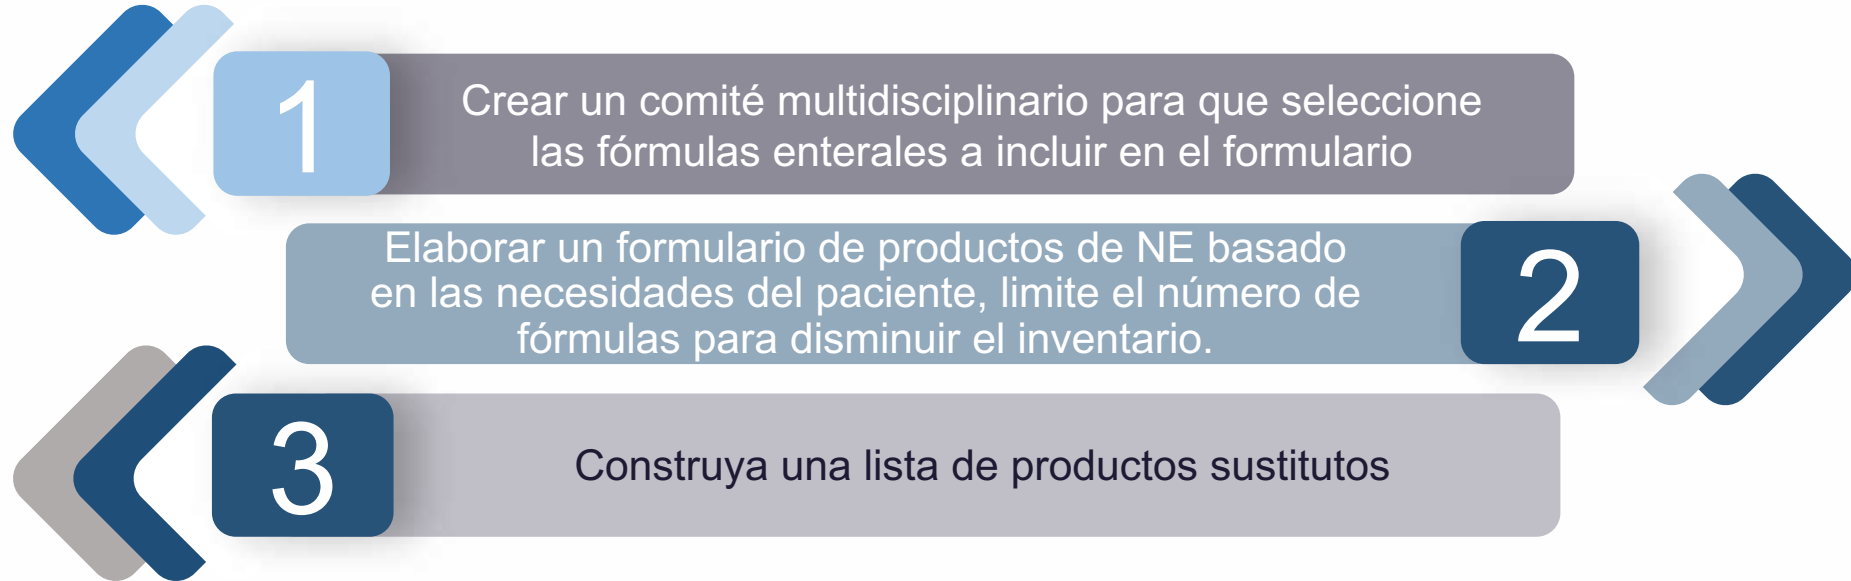 1
Crear un comité multidisciplinario para que seleccione
las fórmulas enterales a incluir en el formulario
Elaborar un formulario de productos de NE basado
en las necesidades del paciente, limite el número de
fórmulas para disminuir el inventario.
2
3
Construya una lista de productos sustitutos